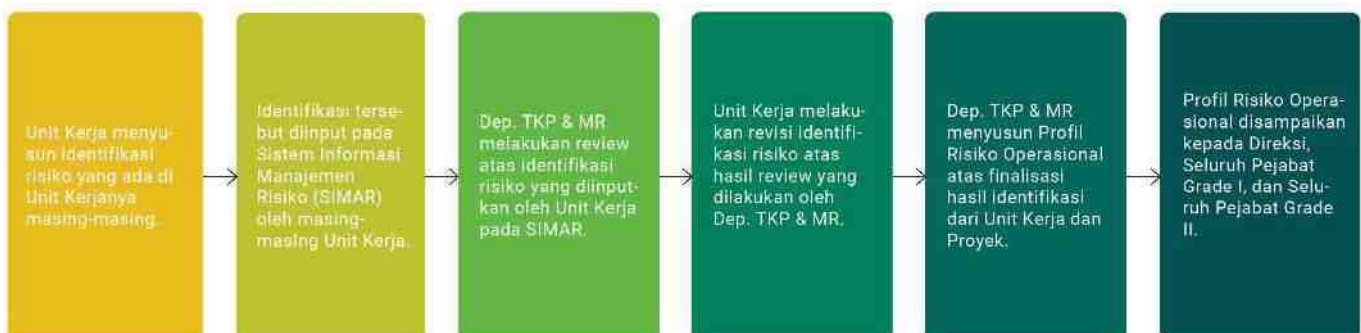 Unit Kerja menyu-
sun identifikasi
risiko yang ada di
Unit Kerjanya
masing-masing.
Identifikasi terse-
but diinput pada
Sistem Informasi
Manajemen
Risiko (SIMAR)
oleh masing-
masing Unit Kerja.
Dep. TKP & MR
melakukan review
atas identifikasi
risiko yang diinput-
kan oleh Unit Kerja
pada SIMAR.
Unit Kerja melaku-
kan revisi identifi-
kasi risiko atas
hasil review yang
dilakukan oleh
Dep. TKP & MR.
Dep. TKP & MR
menyusun Profil
Risiko Operasional
atas finalisasi
hasil identifikasi
dari Unit Kerja dan
Proyek.
Profil Risiko Opera-
sional disampaikan
kepada Direksi,
Seluruh Pejabat
Grade I, dan Selu-
ruh Pejabat Grade
II.